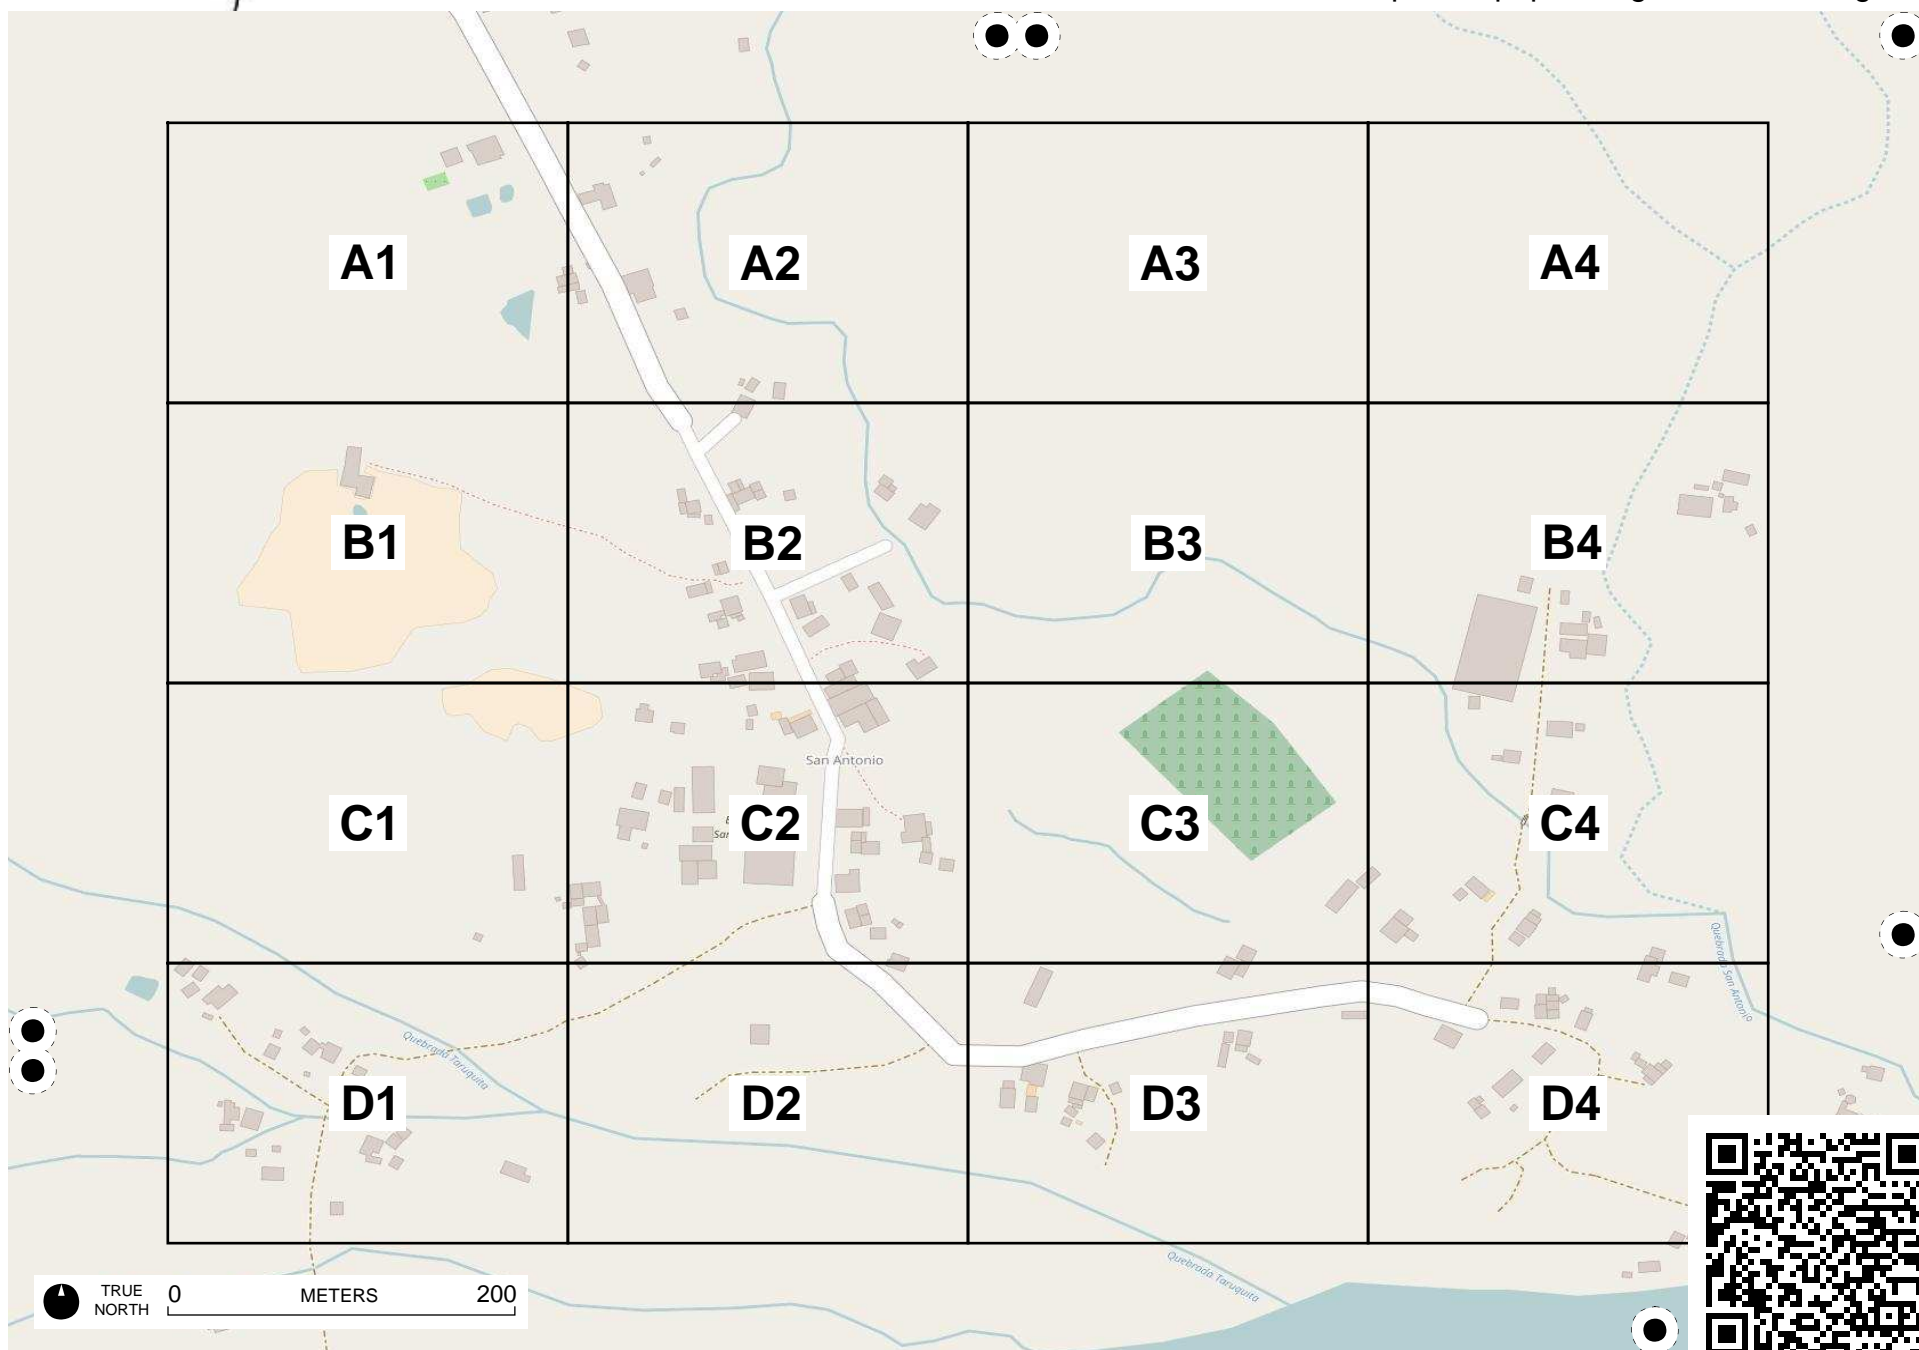 A1
A2
A3
A4
B1
B2
B3
B4
San Antonio
C1
C2
C3
C4
Quebrada San Antonio
Quebrada Taruquita
D1
D2
D3
D4
Quebrada Taruquita
TRUE
NORTH
0 METERS 200